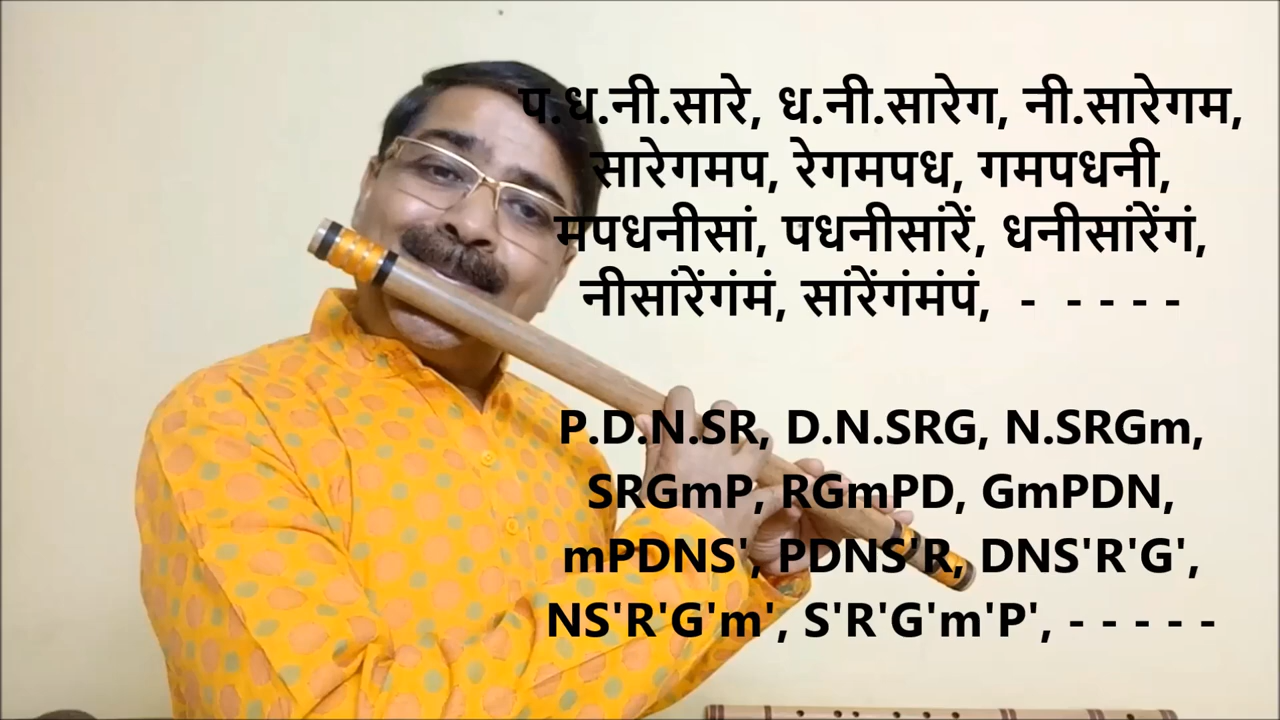 प.ध.नी.सारे, ध.नी.सारेग, नी.सारेगम,
सारेगमप, रेगमपध, गमपधनी,
मपधनीसां, पधनीसांरें, धनीसांरेंगं,
नीसांरेंगंमं, सांरेंगंमंपं,  -  - - - -
P.D.N.SR, D.N.SRG, N.SRGm,
SRGmP, RGmPD, GmPDN,
mPDNS', PDNS'R, DNS'R'G',
NS'R'G'm', S'R'G'm'P', - - - - -